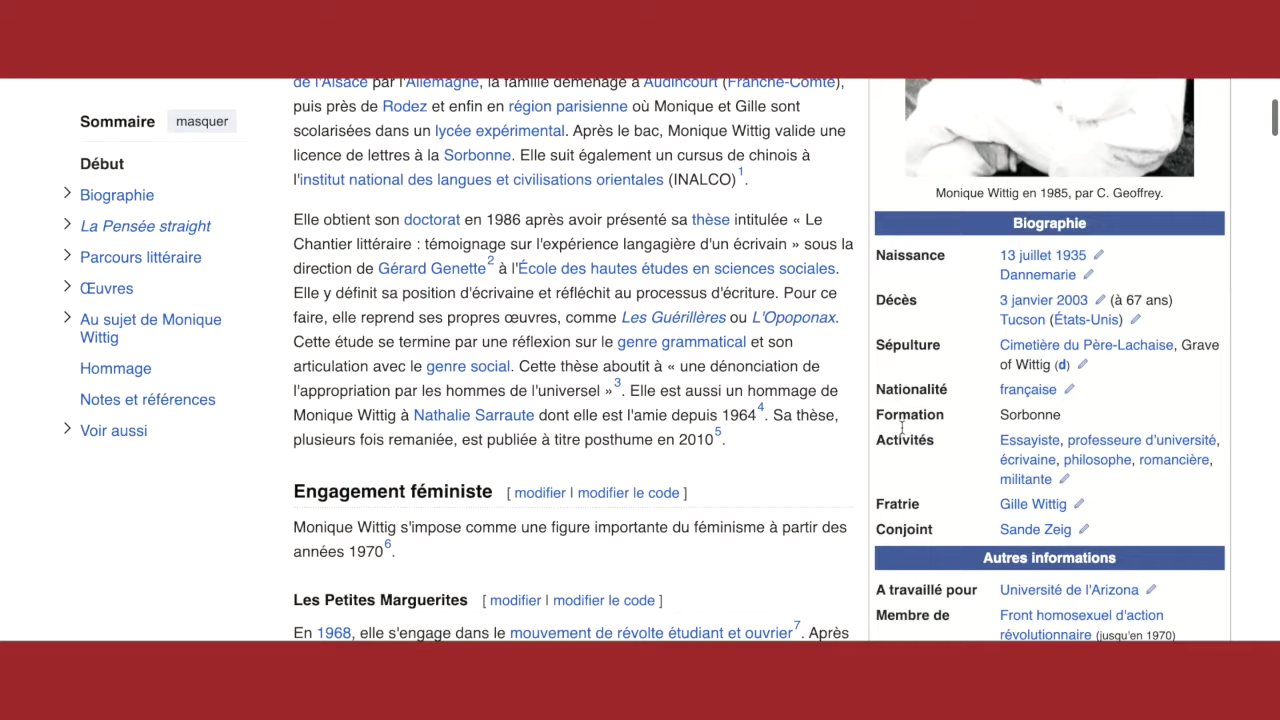 Sommaire masquer
Début
Biographie
La Pensée straight
Parcours littéraire
Œuvres
Au sujet de Monique
Wittig
Hommage
Notes et références
Voir aussi
de l'Alsace par l'Allemagne, la famille déménage à Audincourt (Franche-Comté),
puis près de Rodez et enfin en région parisienne où Monique et Gille sont
scolarisées dans un lycée expérimental. Après le bac, Monique Wittig valide une
licence de lettres à la Sorbonne. Elle suit également un cursus de chinois à
l'institut national des langues et civilisations orientales (INALCO)1.
Elle obtient son doctorat en 1986 après avoir présenté sa thèse intitulée « Le
Chantier littéraire : témoignage sur l'expérience langagière d'un écrivain » sous la
direction de Gérard Genette2 à l'École des hautes études en sciences sociales.
Elle y définit sa position d'écrivaine et réfléchit au processus d'écriture. Pour ce
faire, elle reprend ses propres œuvres, comme Les Guérillères ou L'Opoponax.
Cette étude se termine par une réflexion sur le genre grammatical et son
articulation avec le genre social. Cette thèse aboutit à « une dénonciation de
l'appropriation par les hommes de l'universel »3. Elle est aussi un hommage de
Monique Wittig à Nathalie Sarraute dont elle est l'amie depuis 19644. Sa thèse,
plusieurs fois remaniée, est publiée à titre posthume en 20105.
Engagement féministe [ modifier | modifier le code ]
Monique Wittig s'impose comme une figure importante du féminisme à partir des
années 19706.
Les Petites Marguerites [ modifier | modifier le code ]
En 1968, elle s'engage dans le mouvement de révolte étudiant et ouvrier7. Après
Monique Wittig en 1985, par C. Geoffrey.
Biographie
Naissance 13 juillet 1935
Dannemarie
Décès 3 janvier 2003 (à 67 ans)
Tucson (États-Unis)
Sépulture Cimetière du Père-Lachaise, Grave
of Wittig (d)
Nationalité française
Formation Sorbonne
Activités Essayiste, professeure d'université,
écrivaine, philosophe, romancière,
militante
Fratrie Gille Wittig
Conjoint Sande Zeig
Autres informations
A travaillé pour Université de l'Arizona
Membre de Front homosexuel d'action
révolutionnaire (jusqu'en 1970)